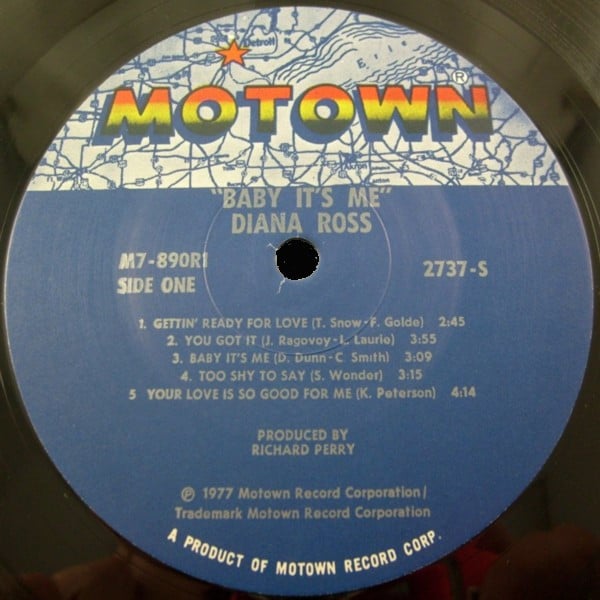 Detroit
ERIE
MOTOWN®
"BABY IT'S ME"
DIANA ROSS
M7-890R1
2737-S
SIDE ONE
1. GETTIN' READY FOR LOVE (T. Snow-F. Golde) 2:45
2. YOU GOT IT (J. Ragovoy-L. Laurie) 3:55
3. BABY IT'S ME (D. Dunn-C. Smith) 3:09
4. TOO SHY TO SAY (S. Wonder) 3:15
5 YOUR LOVE IS SO GOOD FOR ME (K. Peterson) 4:14
PRODUCED BY
RICHARD PERRY
℗ 1977 Motown Record Corporation/
Trademark Motown Record Corporation
A PRODUCT OF MOTOWN RECORD CORP.